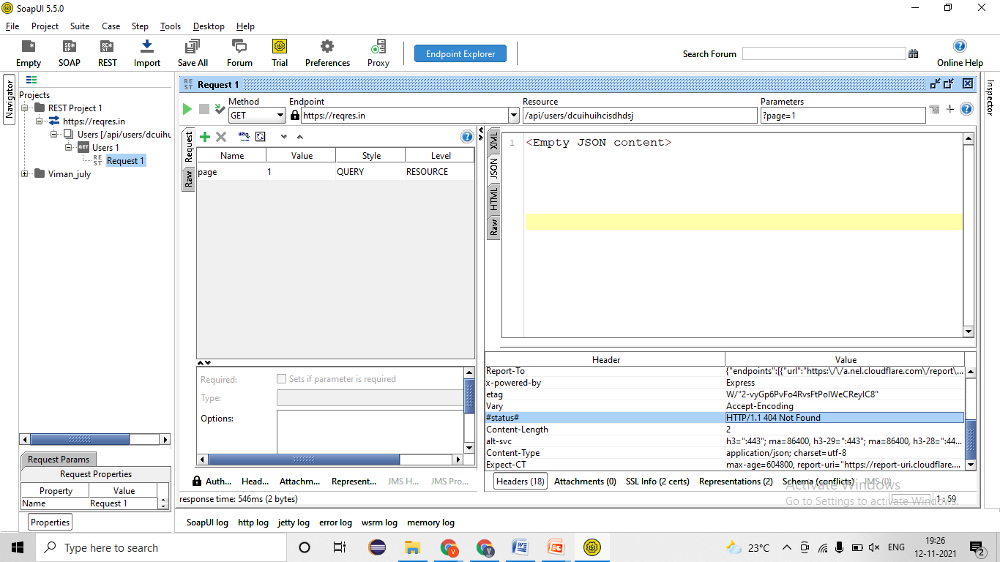 SoapUI 5.5.0
File Project Suite Case Step Tools Desktop Help
Empty SOAP REST Import Save All Forum Trial Preferences Proxy Endpoint Explorer Search Forum Online Help
Navigator
Projects
REST Project 1
https://reqres.in
Users [/api/users/dcuihu
GET Users 1
REST Request 1
Viman_july
REST Request 1
Inspector
Method Endpoint Resource Parameters
GET https://reqres.in /api/users/dcuihuihcisdhdsj ?page=1
Request
Raw
Name Value Style Level
page 1 QUERY RESOURCE
Required: Sets if parameter is required
Type:
Options:
XML
JSON
HTML
Raw
1 <Empty JSON content>
Header Value
Report-To {"endpoints":[{"url":"https:\/\/a.nel.cloudflare.com\/report\...
x-powered-by Express
etag W/"2-vyGp6PvFo4RvsFtPoIWeCReyIC8"
Vary Accept-Encoding
#status# HTTP/1.1 404 Not Found
Content-Length 2
alt-svc h3=":443"; ma=86400, h3-29=":443"; ma=86400, h3-28=":44...
Content-Type application/json; charset=utf-8
Expect-CT max-age=604800, report-uri="https://report-uri.cloudflare....
Request Params
Request Properties
Property Value
Name Request 1
Properties
Auth... Head... Attachm... Represent... JMS H... JMS Pro...
Headers (18) Attachments (0) SSL Info (2 certs) Representations (2) Schema (conflicts) JMS (0)
Activate Windows
Go to Settings to activate Windows.
response time: 546ms (2 bytes)
1 : 59
SoapUI log http log jetty log error log wsrm log memory log
Type here to search
23°C
ENG
19:26
12-11-2021
2